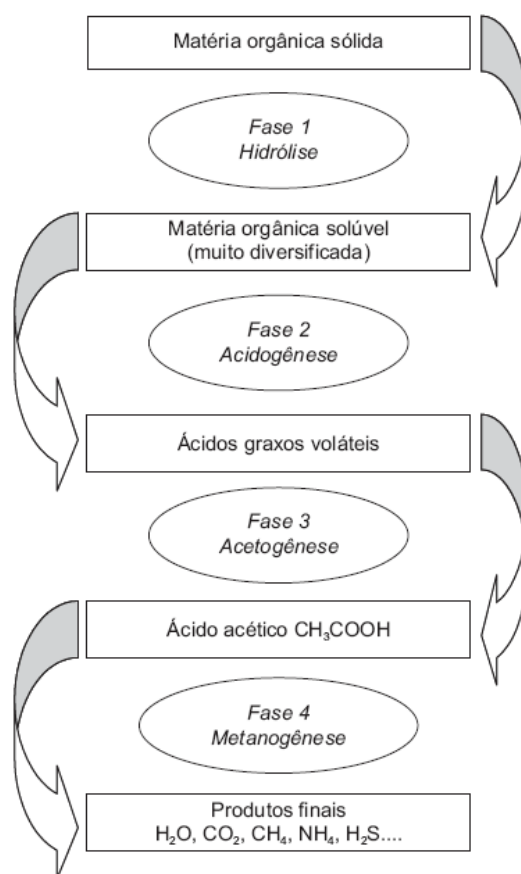 Matéria orgânica sólida
Fase 1
Hidrólise
Matéria orgânica solúvel
(muito diversificada)
Fase 2
Acidogênese
Ácidos graxos voláteis
Fase 3
Acetogênese
Ácido acético CH₃COOH
Fase 4
Metanogênese
Produtos finais
H₂O, CO₂, CH₄, NH₄, H₂S....